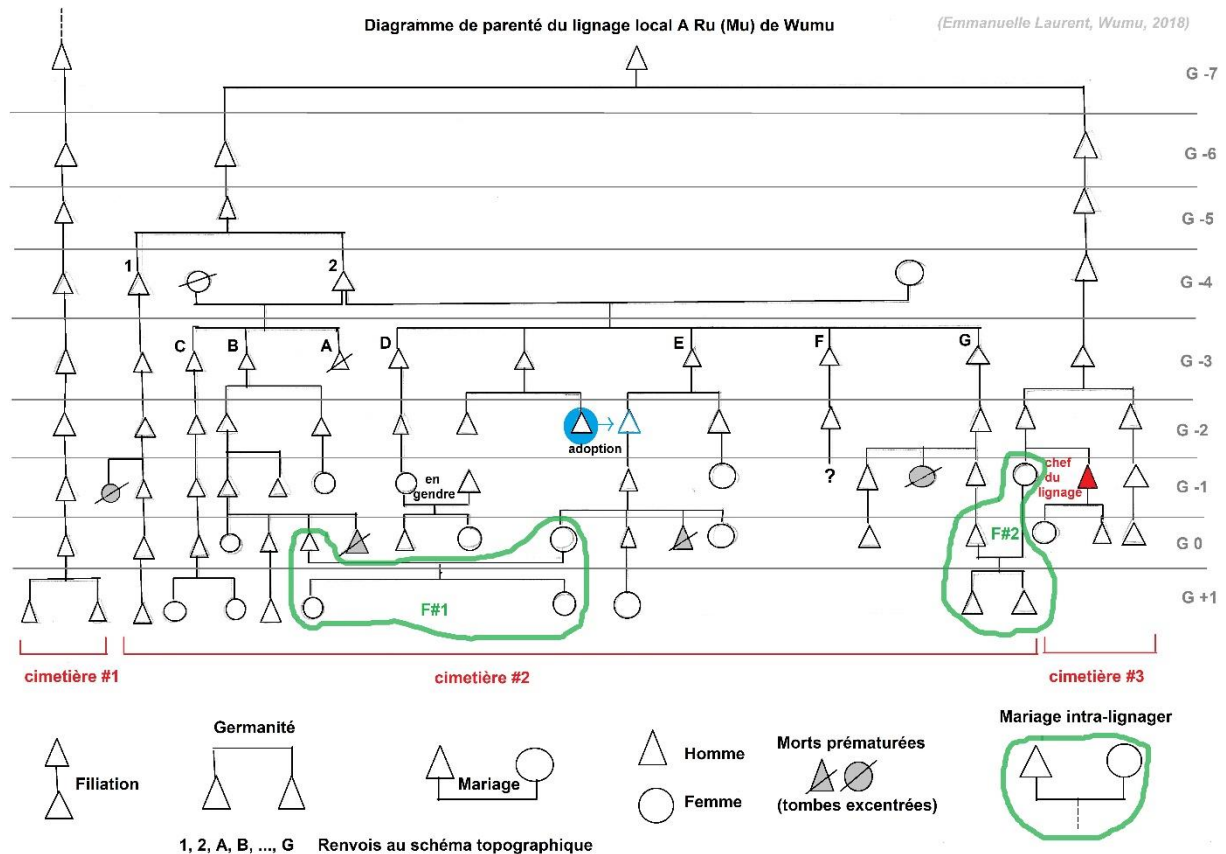 Diagramme de parenté du lignage local A Ru (Mu) de Wumu
(Emmanuelle Laurent, Wumu, 2018)
G -7
G -6
G -5
1
2
G -4
C
B
A
D
E
F
G
G -3
adoption
G -2
en gendre
?
chef du lignage
G -1
F#2
G 0
F#1
G +1
cimetière #1
cimetière #2
cimetière #3
Filiation
Germanité
Mariage
Homme
Femme
Morts prématurées
(tombes excentrées)
Mariage intra-lignager
1, 2, A, B, ..., G Renvois au schéma topographique